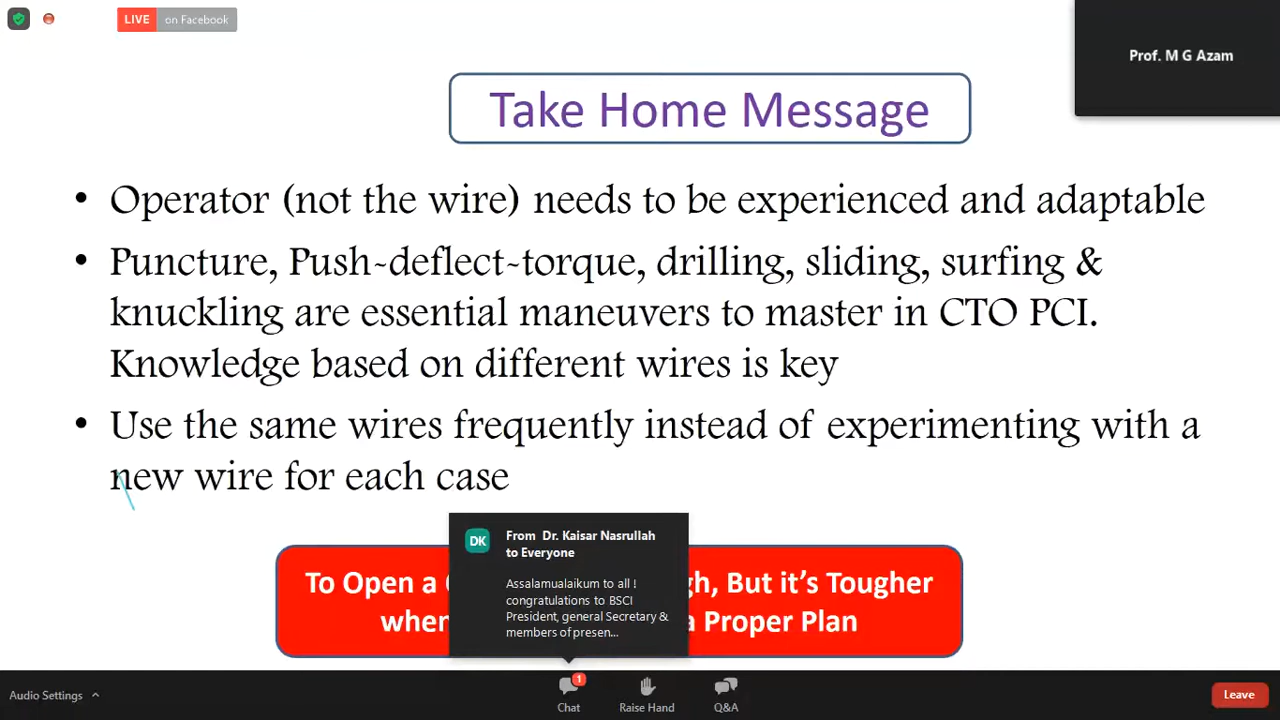 LIVE on Facebook
Prof. M G Azam
Take Home Message
• Operator (not the wire) needs to be experienced and adaptable
• Puncture, Push-deflect-torque, drilling, sliding, surfing &
knuckling are essential maneuvers to master in CTO PCI.
Knowledge based on different wires is key
• Use the same wires frequently instead of experimenting with a
new wire for each case
To Open a
gh, But it’s Tougher
when
a Proper Plan
DK
From Dr. Kaisar Nasrullah
to Everyone
Assalamualaikum to all !
congratulations to BSCI
President, general Secretary &
members of presen...
Audio Settings
1
Chat
Raise Hand
Q&A
Leave